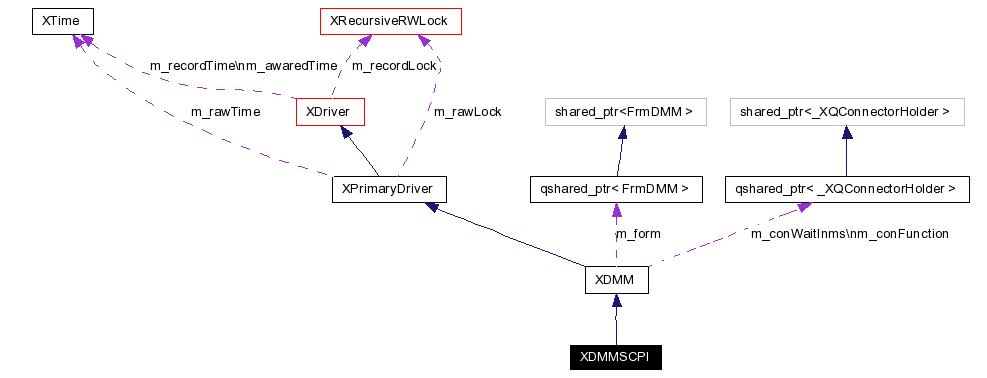 XTime
XRecursiveRWLock
m_recordTime\nm_awaredTime
m_recordLock
m_rawTime
XDriver
m_rawLock
shared_ptr<FrmDMM >
shared_ptr<_XQConnectorHolder >
XPrimaryDriver
qshared_ptr< FrmDMM >
qshared_ptr< _XQConnectorHolder >
m_form
m_conWaitInms\nm_conFunction
XDMM
XDMMSCPI